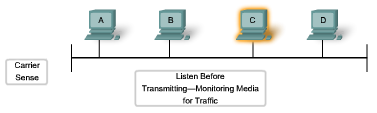 A B C D
Carrier
Sense
Listen Before
Transmitting—Monitoring Media
for Traffic